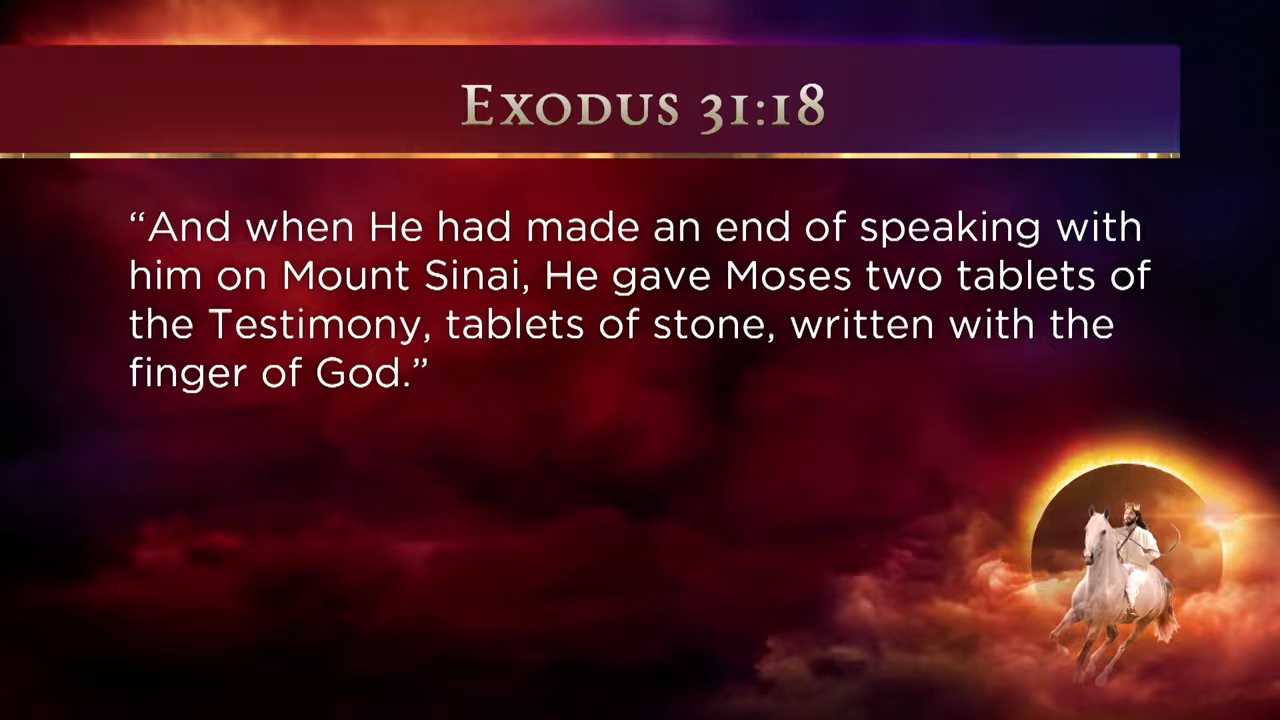 Exodus 31:18
“And when He had made an end of speaking with
him on Mount Sinai, He gave Moses two tablets of
the Testimony, tablets of stone, written with the
finger of God.”